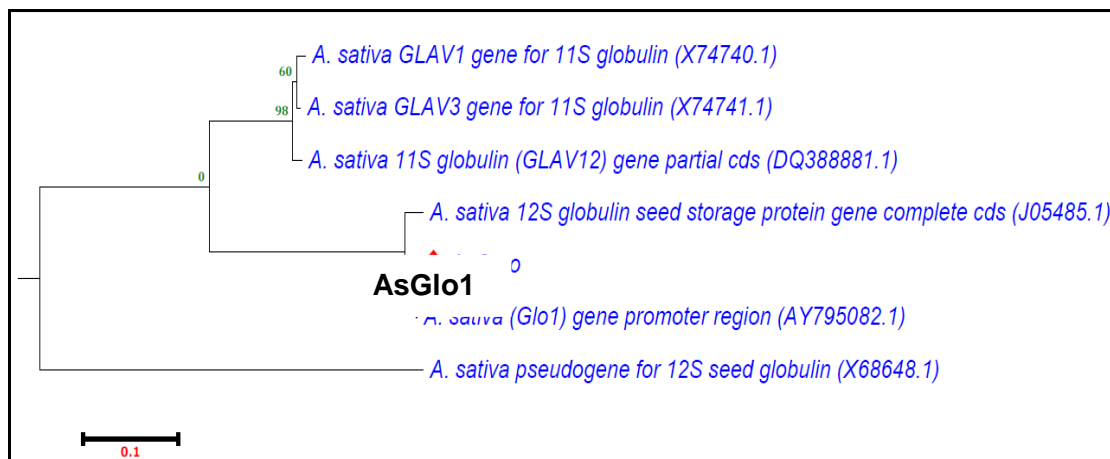 A. sativa GLAV1 gene for 11S globulin (X74740.1)
60
A. sativa GLAV3 gene for 11S globulin (X74741.1)
98
A. sativa 11S globulin (GLAV12) gene partial cds (DQ388881.1)
0
A. sativa 12S globulin seed storage protein gene complete cds (J05485.1)
AsGlo1
A. sativa (Glo1) gene promoter region (AY795082.1)
A. sativa pseudogene for 12S seed globulin (X68648.1)
0.1